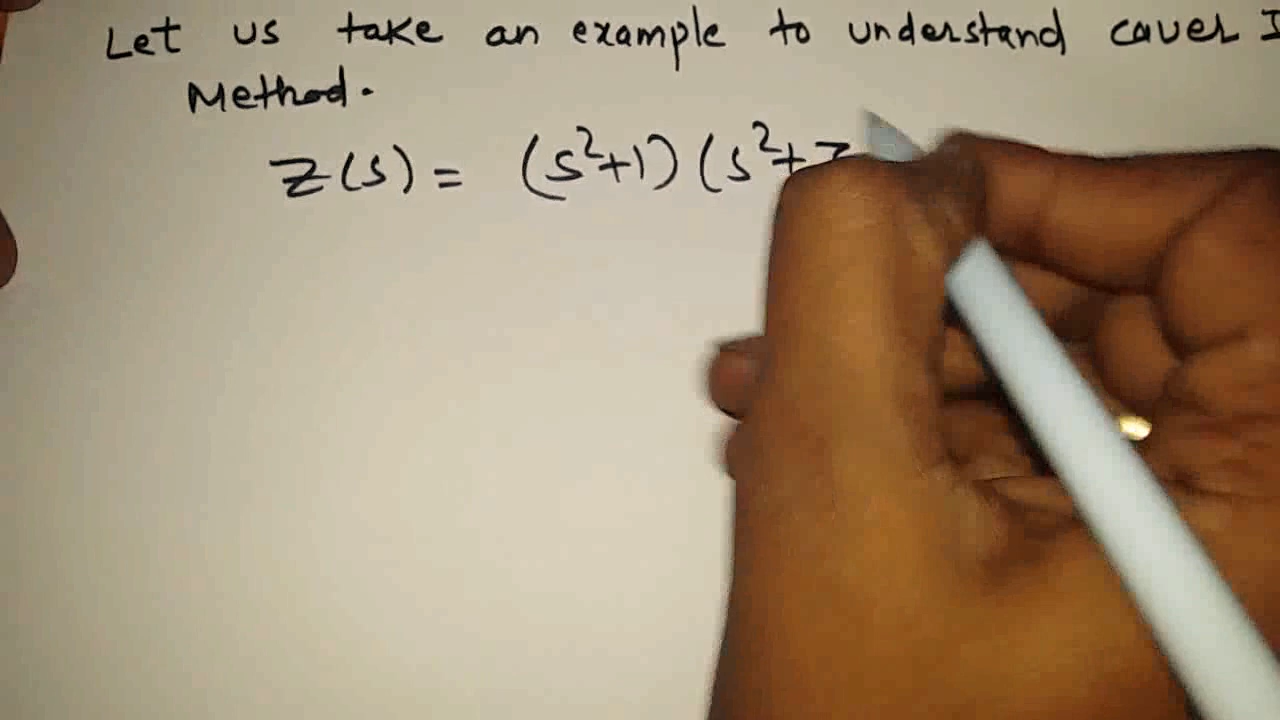 Let us take an example to understand cauer I
Method.
Z(s) = (s²+1) (s²+